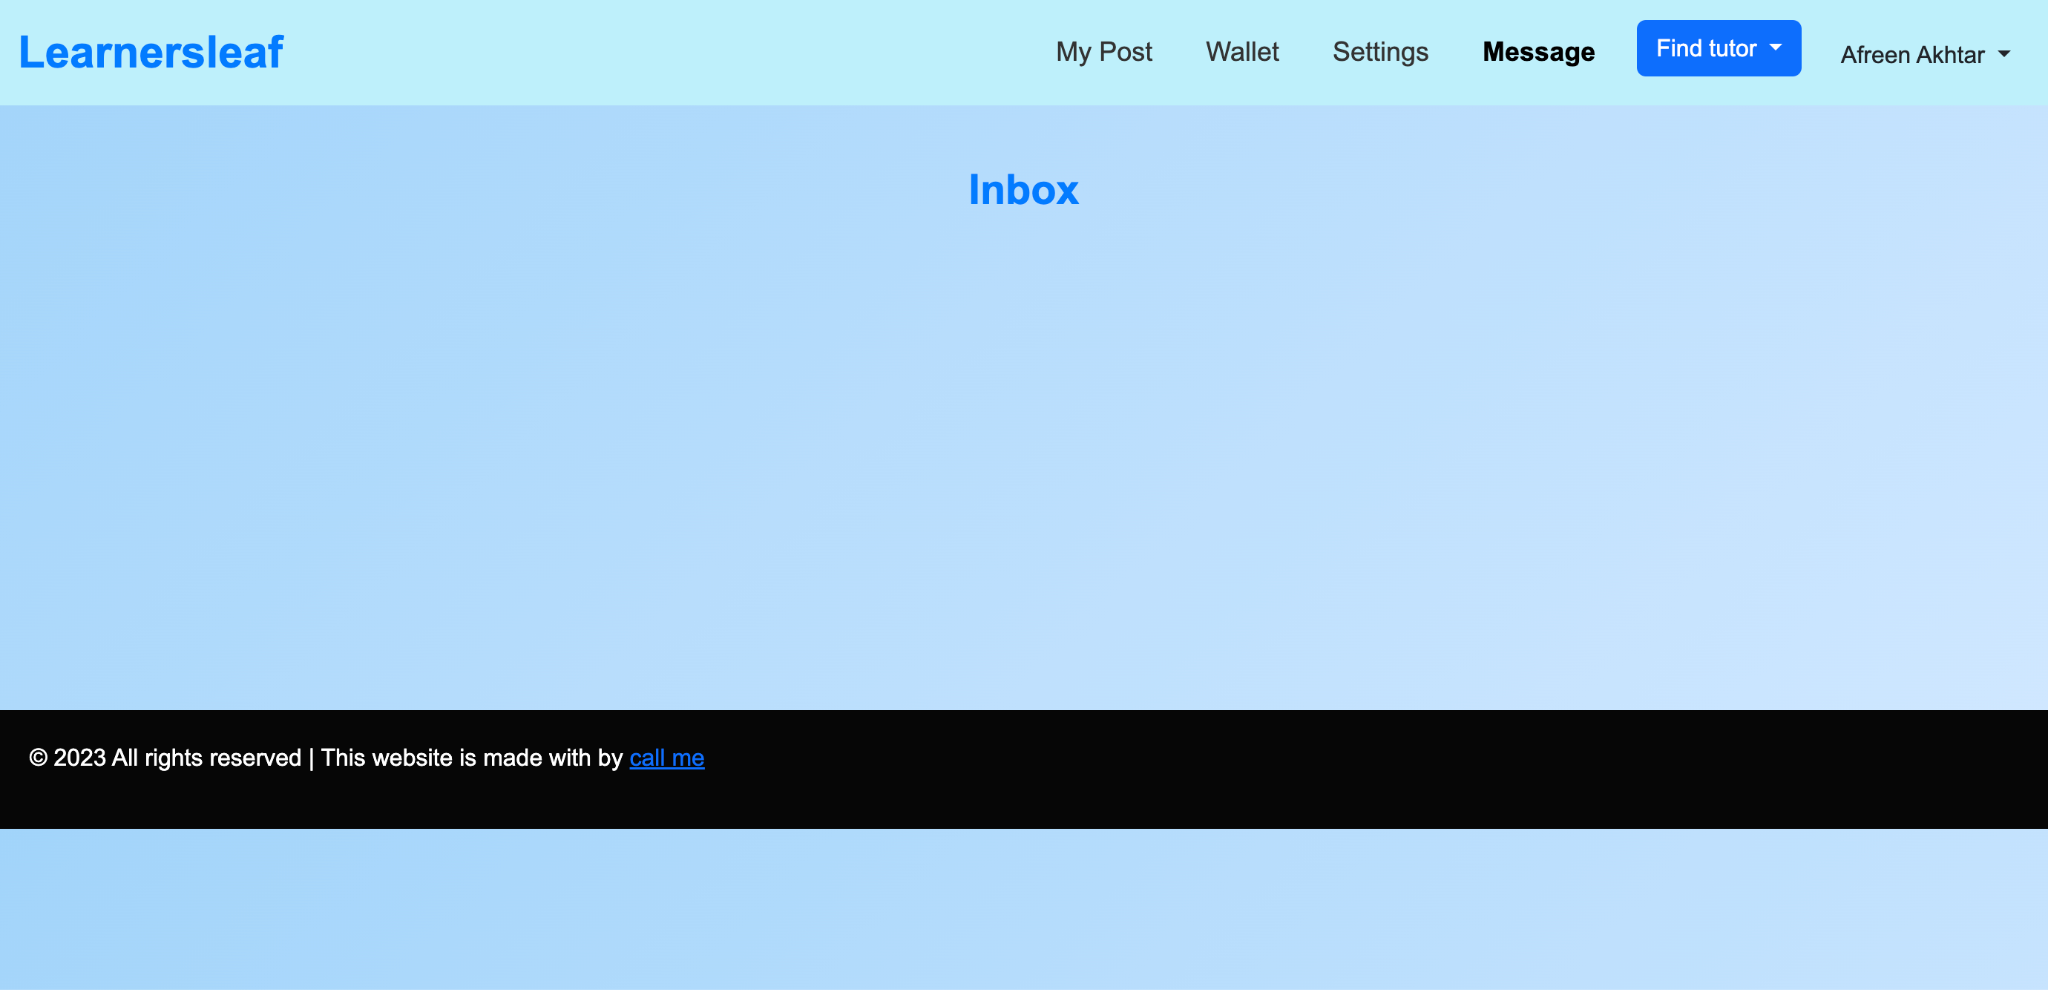 Learnersleaf
My Post Wallet Settings Message Find tutor Afreen Akhtar
Inbox
© 2023 All rights reserved | This website is made with by call me